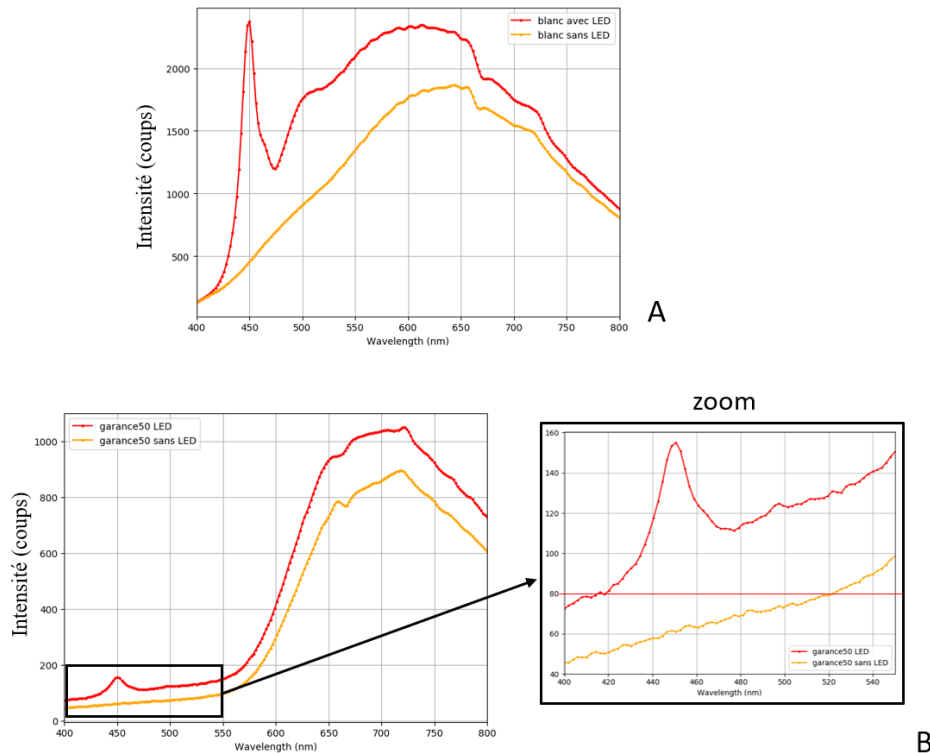 blanc avec LED
blanc sans LED
2000
1500
1000
500
Intensité (coups)
400 450 500 550 600 650 700 750 800
Wavelength (nm)
A
zoom
garance50 LED
garance50 sans LED
1000
800
600
400
200
0
Intensité (coups)
400 450 500 550 600 650 700 750 800
Wavelength (nm)
160
140
120
100
80
60
40
400 420 440 460 480 500 520 540
Wavelength (nm)
garance50 LED
garance50 sans LED
B